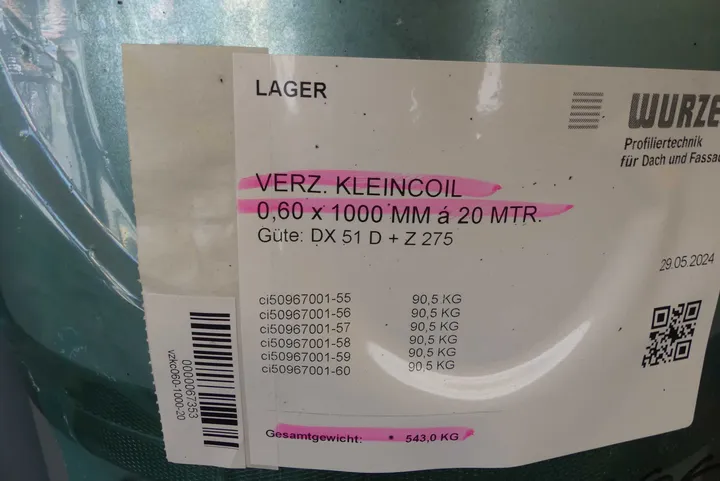 LAGER
WURZE
Profiliertechnik
für Dach und Fassa
VERZ. KLEINCOIL
0,60 x 1000 MM á 20 MTR.
Güte: DX 51 D + Z 275
29.05.2024
ci50967001-55 90,5 KG
ci50967001-56 90,5 KG
ci50967001-57 90,5 KG
ci50967001-58 90,5 KG
ci50967001-59 90,5 KG
ci50967001-60 90,5 KG
Gesamtgewicht: * 543,0 KG
0000067353
vzkc060-1000-20